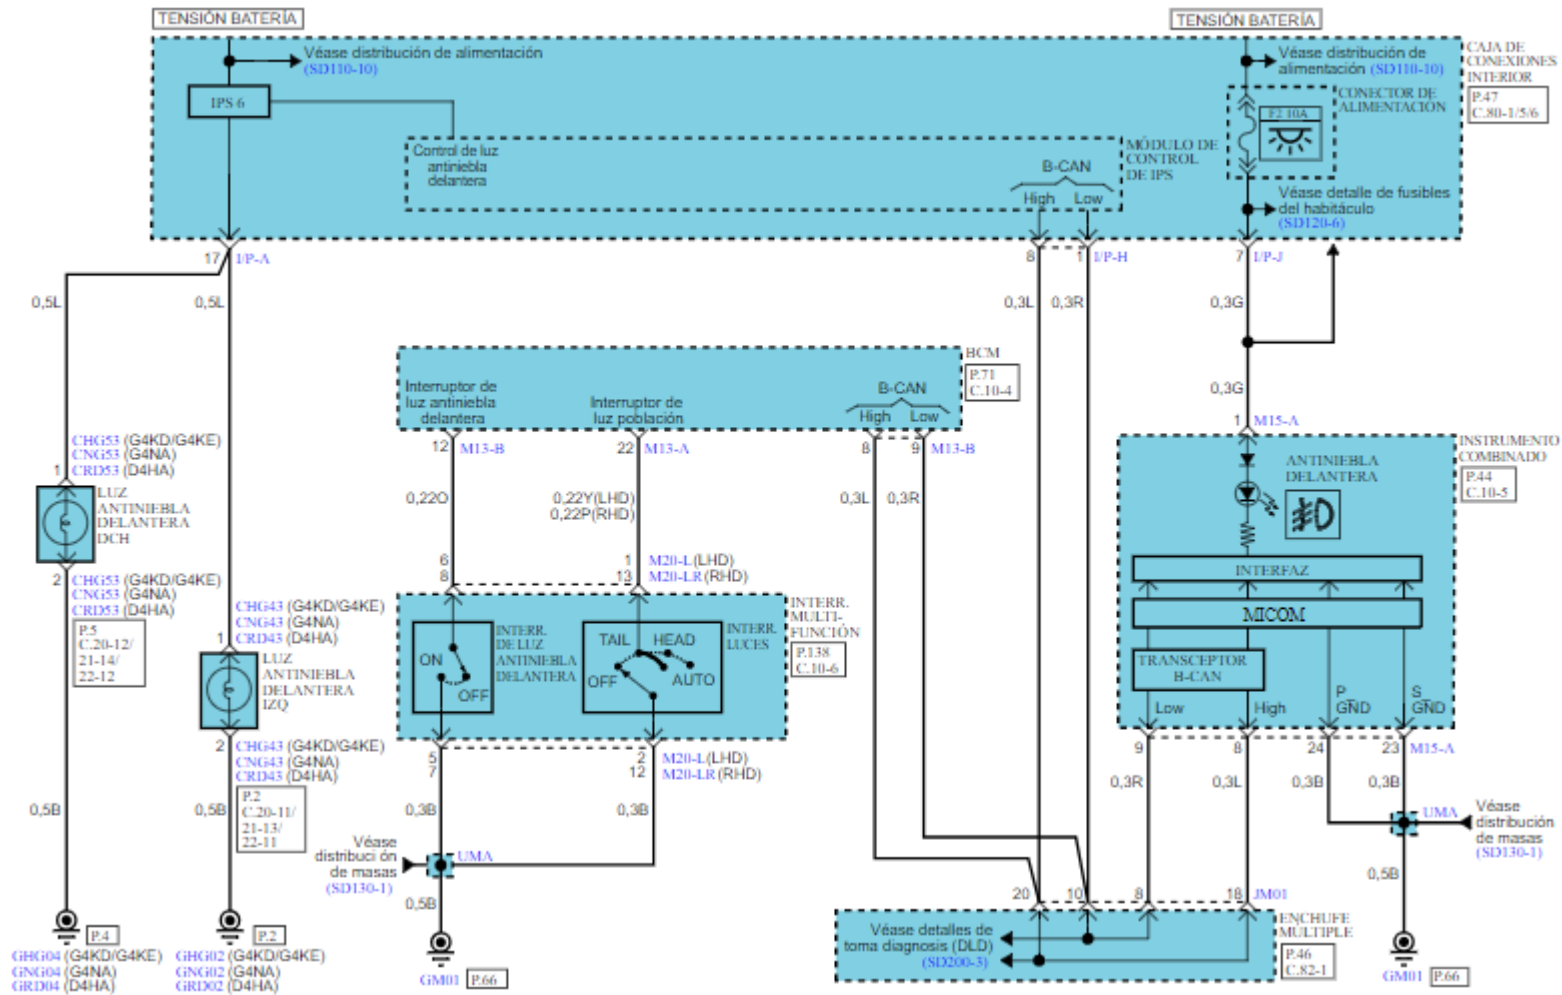 TENSIÓN BATERÍA
TENSIÓN BATERÍA
Véase distribución de alimentación
(SD110-10)
IPS 6
Control de luz
antiniebla
delantera
B-CAN
High Low
MÓDULO DE
CONTROL
DE IPS
Véase distribución de
alimentación (SD110-10)
CONECTOR DE
ALIMENTACIÓN
F2 10A
Véase detalle de fusibles
del habitáculo
(SD120-6)
CAJA DE
CONEXIONES
INTERIOR
P.47
C.80-1/5/6
17 I/P-A
8 1 I/P-H
7 I/P-J
0,5L
0,5L
0,3L 0,3R
0,3G
0,3G
BCM
P.71
C.10-4
Interruptor de
luz antiniebla
delantera
Interruptor de
luz población
B-CAN
High Low
12 M13-B
22 M13-A
8 9 M13-B
0,22O
0,22Y(LHD)
0,22P(RHD)
0,3L 0,3R
CHG53 (G4KD/G4KE)
CNG53 (G4NA)
1 CRD53 (D4HA)
LUZ
ANTINIEBLA
DELANTERA
DCH
2 CHG53 (G4KD/G4KE)
CNG53 (G4NA)
CRD53 (D4HA)
P.5
C.20-12/
21-14/
22-12
CHG43 (G4KD/G4KE)
CNG43 (G4NA)
1 CRD43 (D4HA)
LUZ
ANTINIEBLA
DELANTERA
IZQ
2 CHG43 (G4KD/G4KE)
CNG43 (G4NA)
CRD43 (D4HA)
P.2
C.20-11/
21-13/
22-11
0,5B
0,5B
P.4
GHG04 (G4KD/G4KE)
GNG04 (G4NA)
GRD04 (D4HA)
P.2
GHG02 (G4KD/G4KE)
GNG02 (G4NA)
GRD02 (D4HA)
6
8
1 M20-L(LHD)
13 M20-LR(RHD)
ON
OFF
INTERR.
DE LUZ
ANTINIEBLA
DELANTERA
TAIL HEAD
OFF AUTO
INTERR.
LUCES
INTERR.
MULTI-
FUNCIÓN
P.138
C.10-6
5
7
2 M20-L(LHD)
12 M20-LR(RHD)
0,3B
0,3B
Véase
distribuci ón
de masas
(SD130-1)
UMA
0,5B
GM01 P.66
1 M15-A
INSTRUMENTO
COMBINADO
P.44
C.10-5
ANTINIEBLA
DELANTERA
INTERFAZ
MICOM
TRANSCEPTOR
B-CAN
Low High
P_
GND
S_
GND
9 8 24 23 M15-A
0,3R 0,3L 0,3B 0,3B
UMA
Véase
distribución
de masas
(SD130-1)
0,5B
GM01 P.66
20 10 8 18 JM01
Véase detalles de
toma diagnosis (DLD)
(SD200-3)
ENCHUFE
MÚLTIPLE
P.46
C.82-1